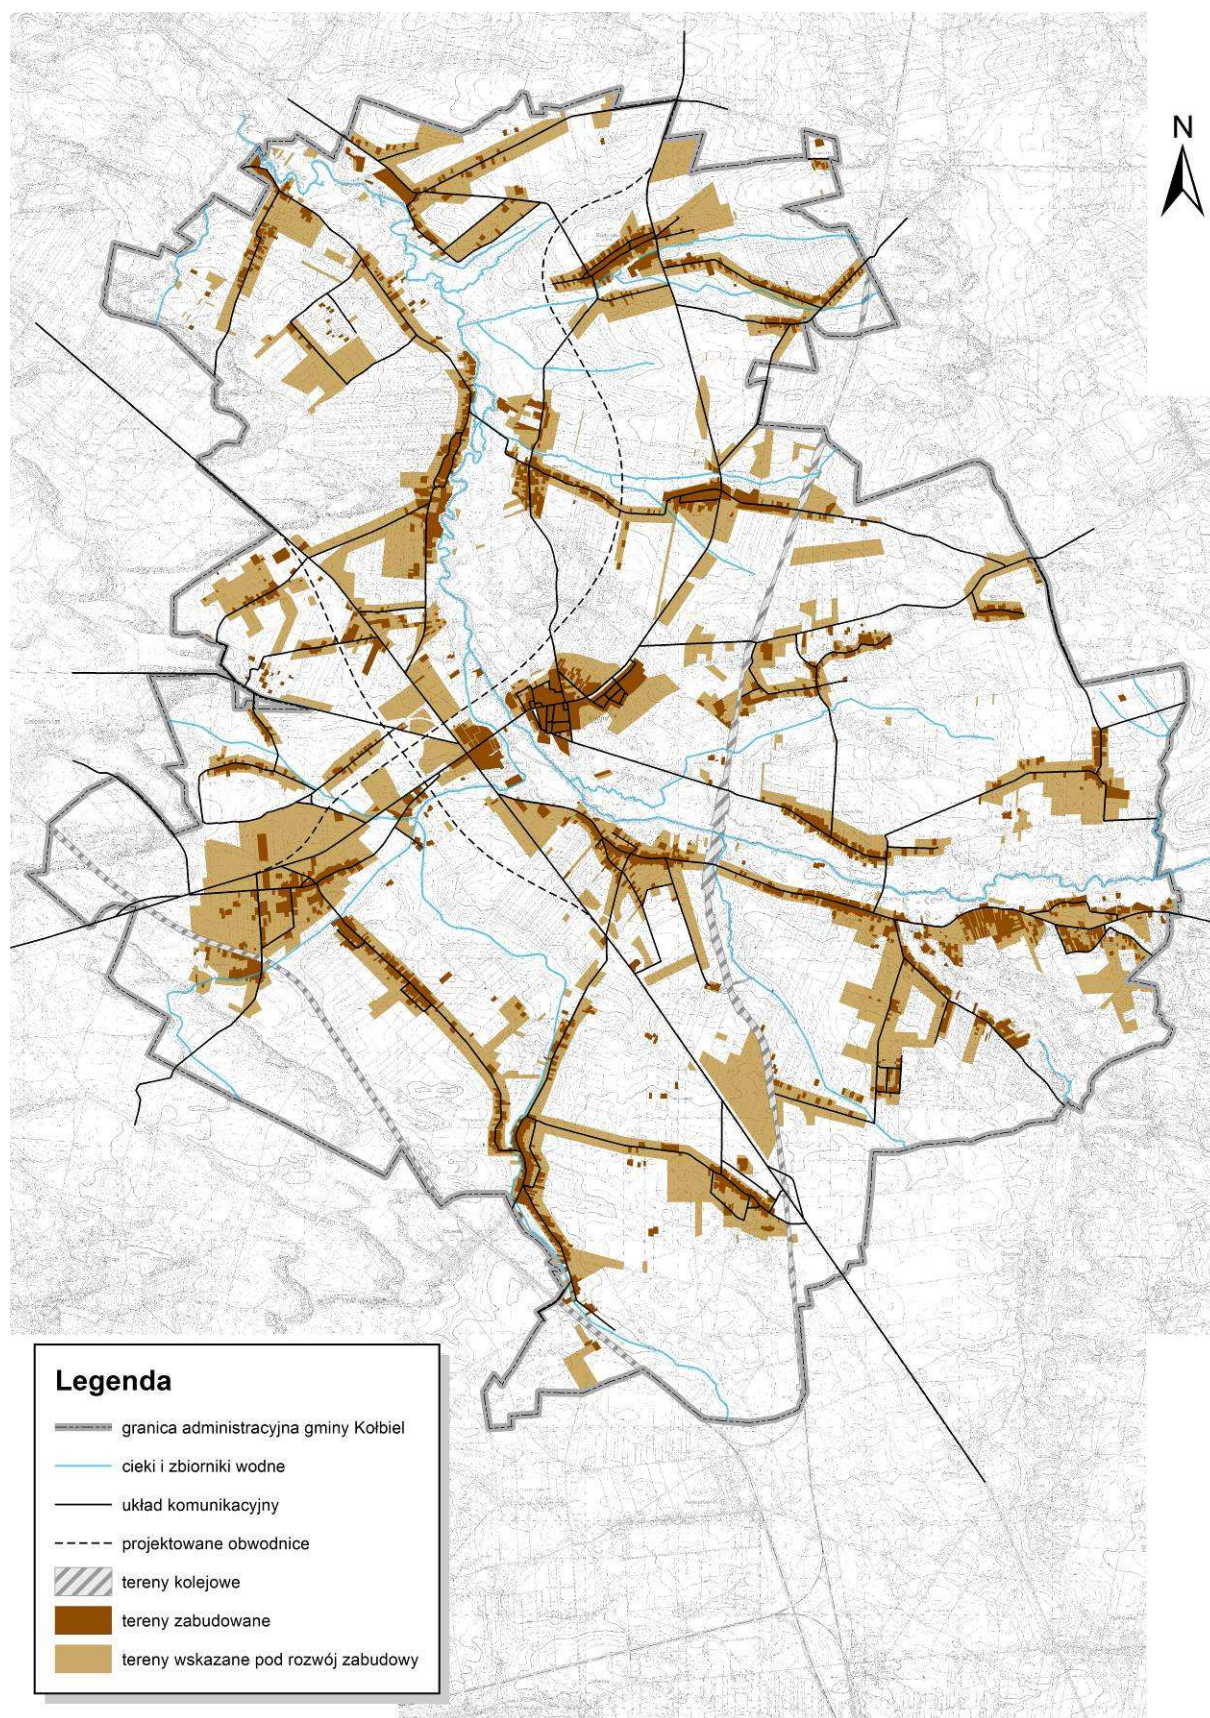 N
Legenda
granica administracyjna gminy Kołbiel
cieki i zbiorniki wodne
układ komunikacyjny
projektowane obwodnice
tereny kolejowe
tereny zabudowane
tereny wskazane pod rozwój zabudowy